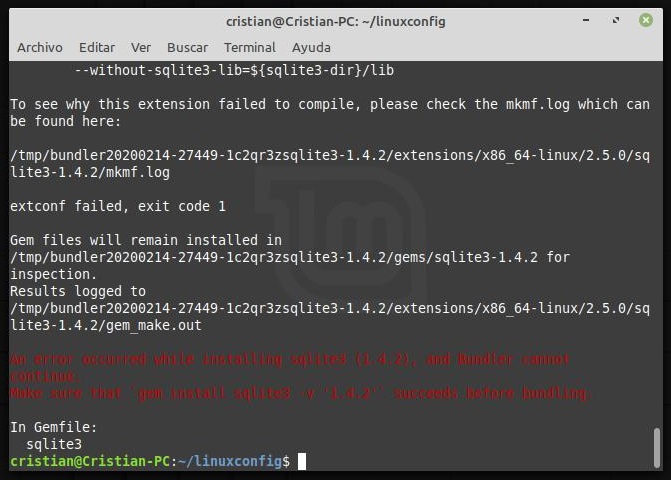 cristian@Cristian-PC: ~/linuxconfig
Archivo Editar Ver Buscar Terminal Ayuda
--without-sqlite3-lib=${sqlite3-dir}/lib
To see why this extension failed to compile, please check the mkmf.log which can
be found here:
/tmp/bundler20200214-27449-1c2qr3zsqlite3-1.4.2/extensions/x86_64-linux/2.5.0/sq
lite3-1.4.2/mkmf.log
extconf failed, exit code 1
Gem files will remain installed in
/tmp/bundler20200214-27449-1c2qr3zsqlite3-1.4.2/gems/sqlite3-1.4.2 for
inspection.
Results logged to
/tmp/bundler20200214-27449-1c2qr3zsqlite3-1.4.2/extensions/x86_64-linux/2.5.0/sq
lite3-1.4.2/gem_make.out
An error occurred while installing sqlite3 (1.4.2), and Bundler cannot
continue.
Make sure that `gem install sqlite3 -v '1.4.2'` succeeds before bundling.
In Gemfile:
sqlite3
cristian@Cristian-PC:~/linuxconfig$